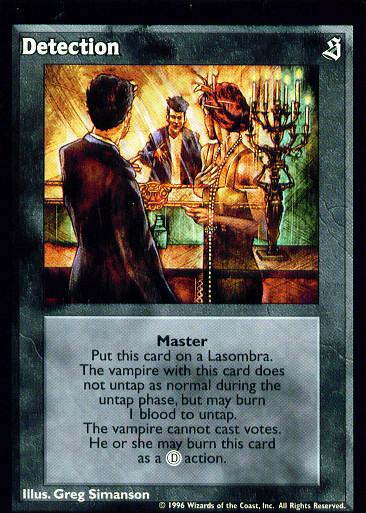 Detection
Master
Put this card on a Lasombra.
The vampire with this card does
not untap as normal during the
untap phase, but may burn
1 blood to untap.
The vampire cannot cast votes.
He or she may burn this card
as a Ⓓ action.
Illus. Greg Simanson
© 1996 Wizards of the Coast, Inc. All Rights Reserved.